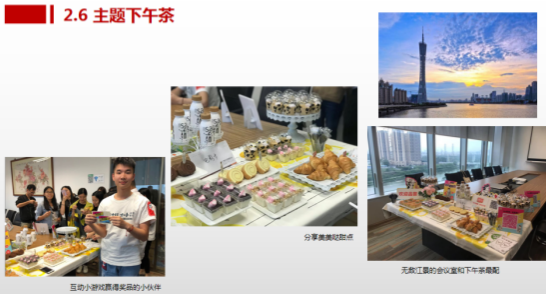 2.6 主题下午茶
分享美美哒甜点
无敌江景的会议室和下午茶最配
互动小游戏赢得奖品的小伙伴